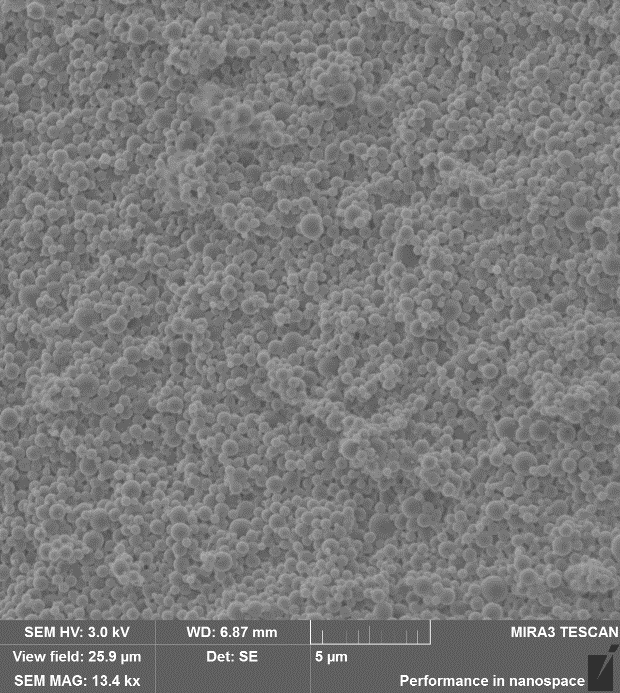 SEM HV: 3.0 kV WD: 6.87 mm MIRA3 TESCAN
View field: 25.9 µm Det: SE 5 µm
SEM MAG: 13.4 kx Performance in nanospace